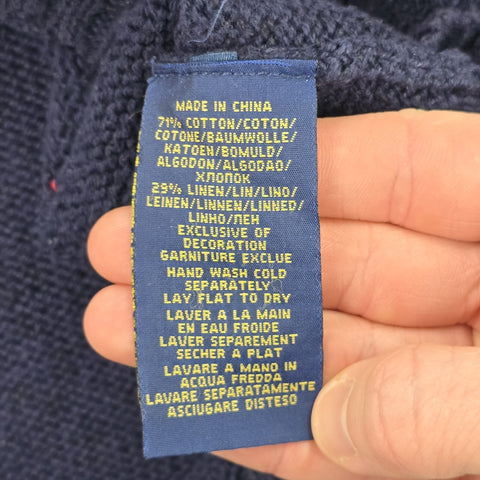 MADE IN CHINA
71% COTTON/COTON/
COTONE/BAUMWOLLE/
KATOEN/BOMULD/
ALGODON/ALGODAO/
ХЛОПОК
29% LINEN/LIN/LINO/
LEINEN/LINNEN/LINNED/
LINHO/ЛЕН
EXCLUSIVE OF
DECORATION
GARNITURE EXCLUE
HAND WASH COLD
SEPARATELY
LAY FLAT TO DRY
LAVER A LA MAIN
EN EAU FROIDE
LAVER SEPAREMENT
SECHER A PLAT
LAVARE A MANO IN
ACQUA FREDDA
LAVARE SEPARATAMENTE
ASCIUGARE DISTESO